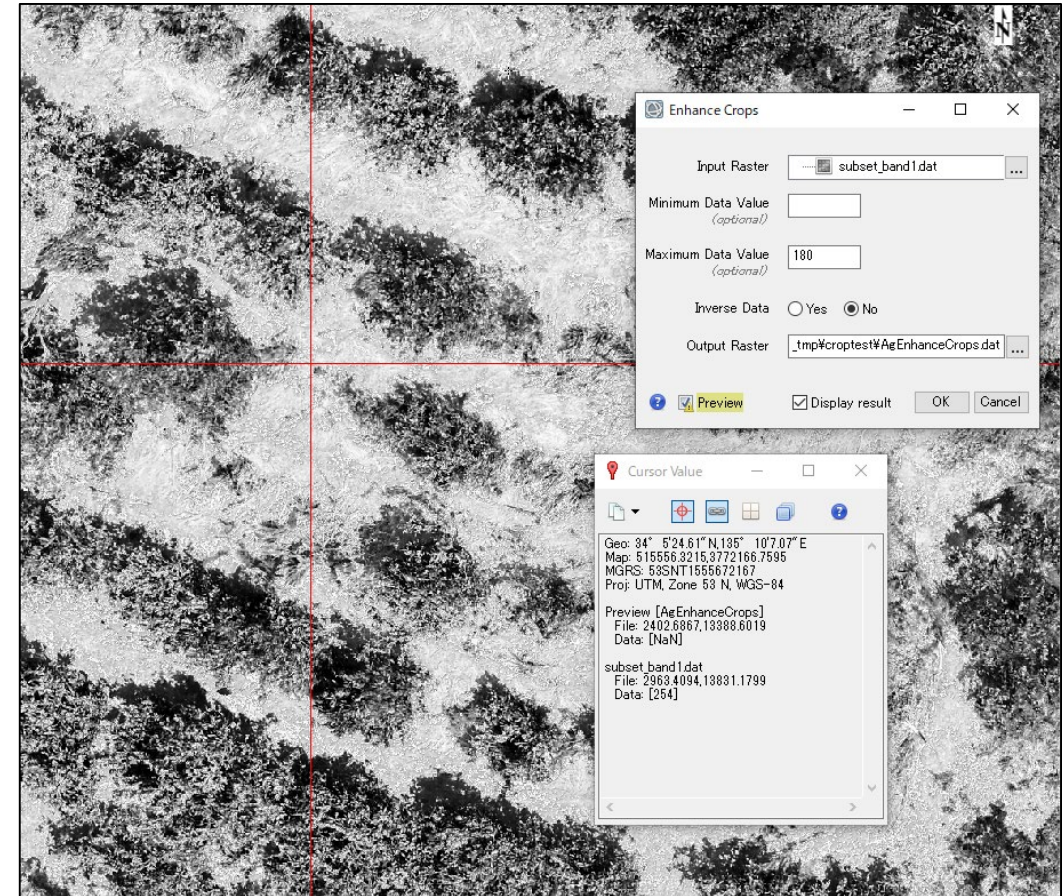 N
Enhance Crops
Input Raster
subset_band1.dat
...
Minimum Data Value
(optional)
Maximum Data Value
180
(optional)
Inverse Data
Yes
No
Output Raster
_tmp¥croptest¥AgEnhanceCrops.dat
...
?
Preview
Display result
OK
Cancel
Cursor Value
?
Geo: 34° 5'24.61"N,135° 10'7.07"E
Map: 515556.3215,3772166.7595
MGRS: 53SNT1555672167
Proj: UTM, Zone 53 N, WGS-84
Preview [AgEnhanceCrops]
File: 2402.6867,13388.6019
Data: [NaN]
subset_band1.dat
File: 2963.4094,13831.1799
Data: [254]